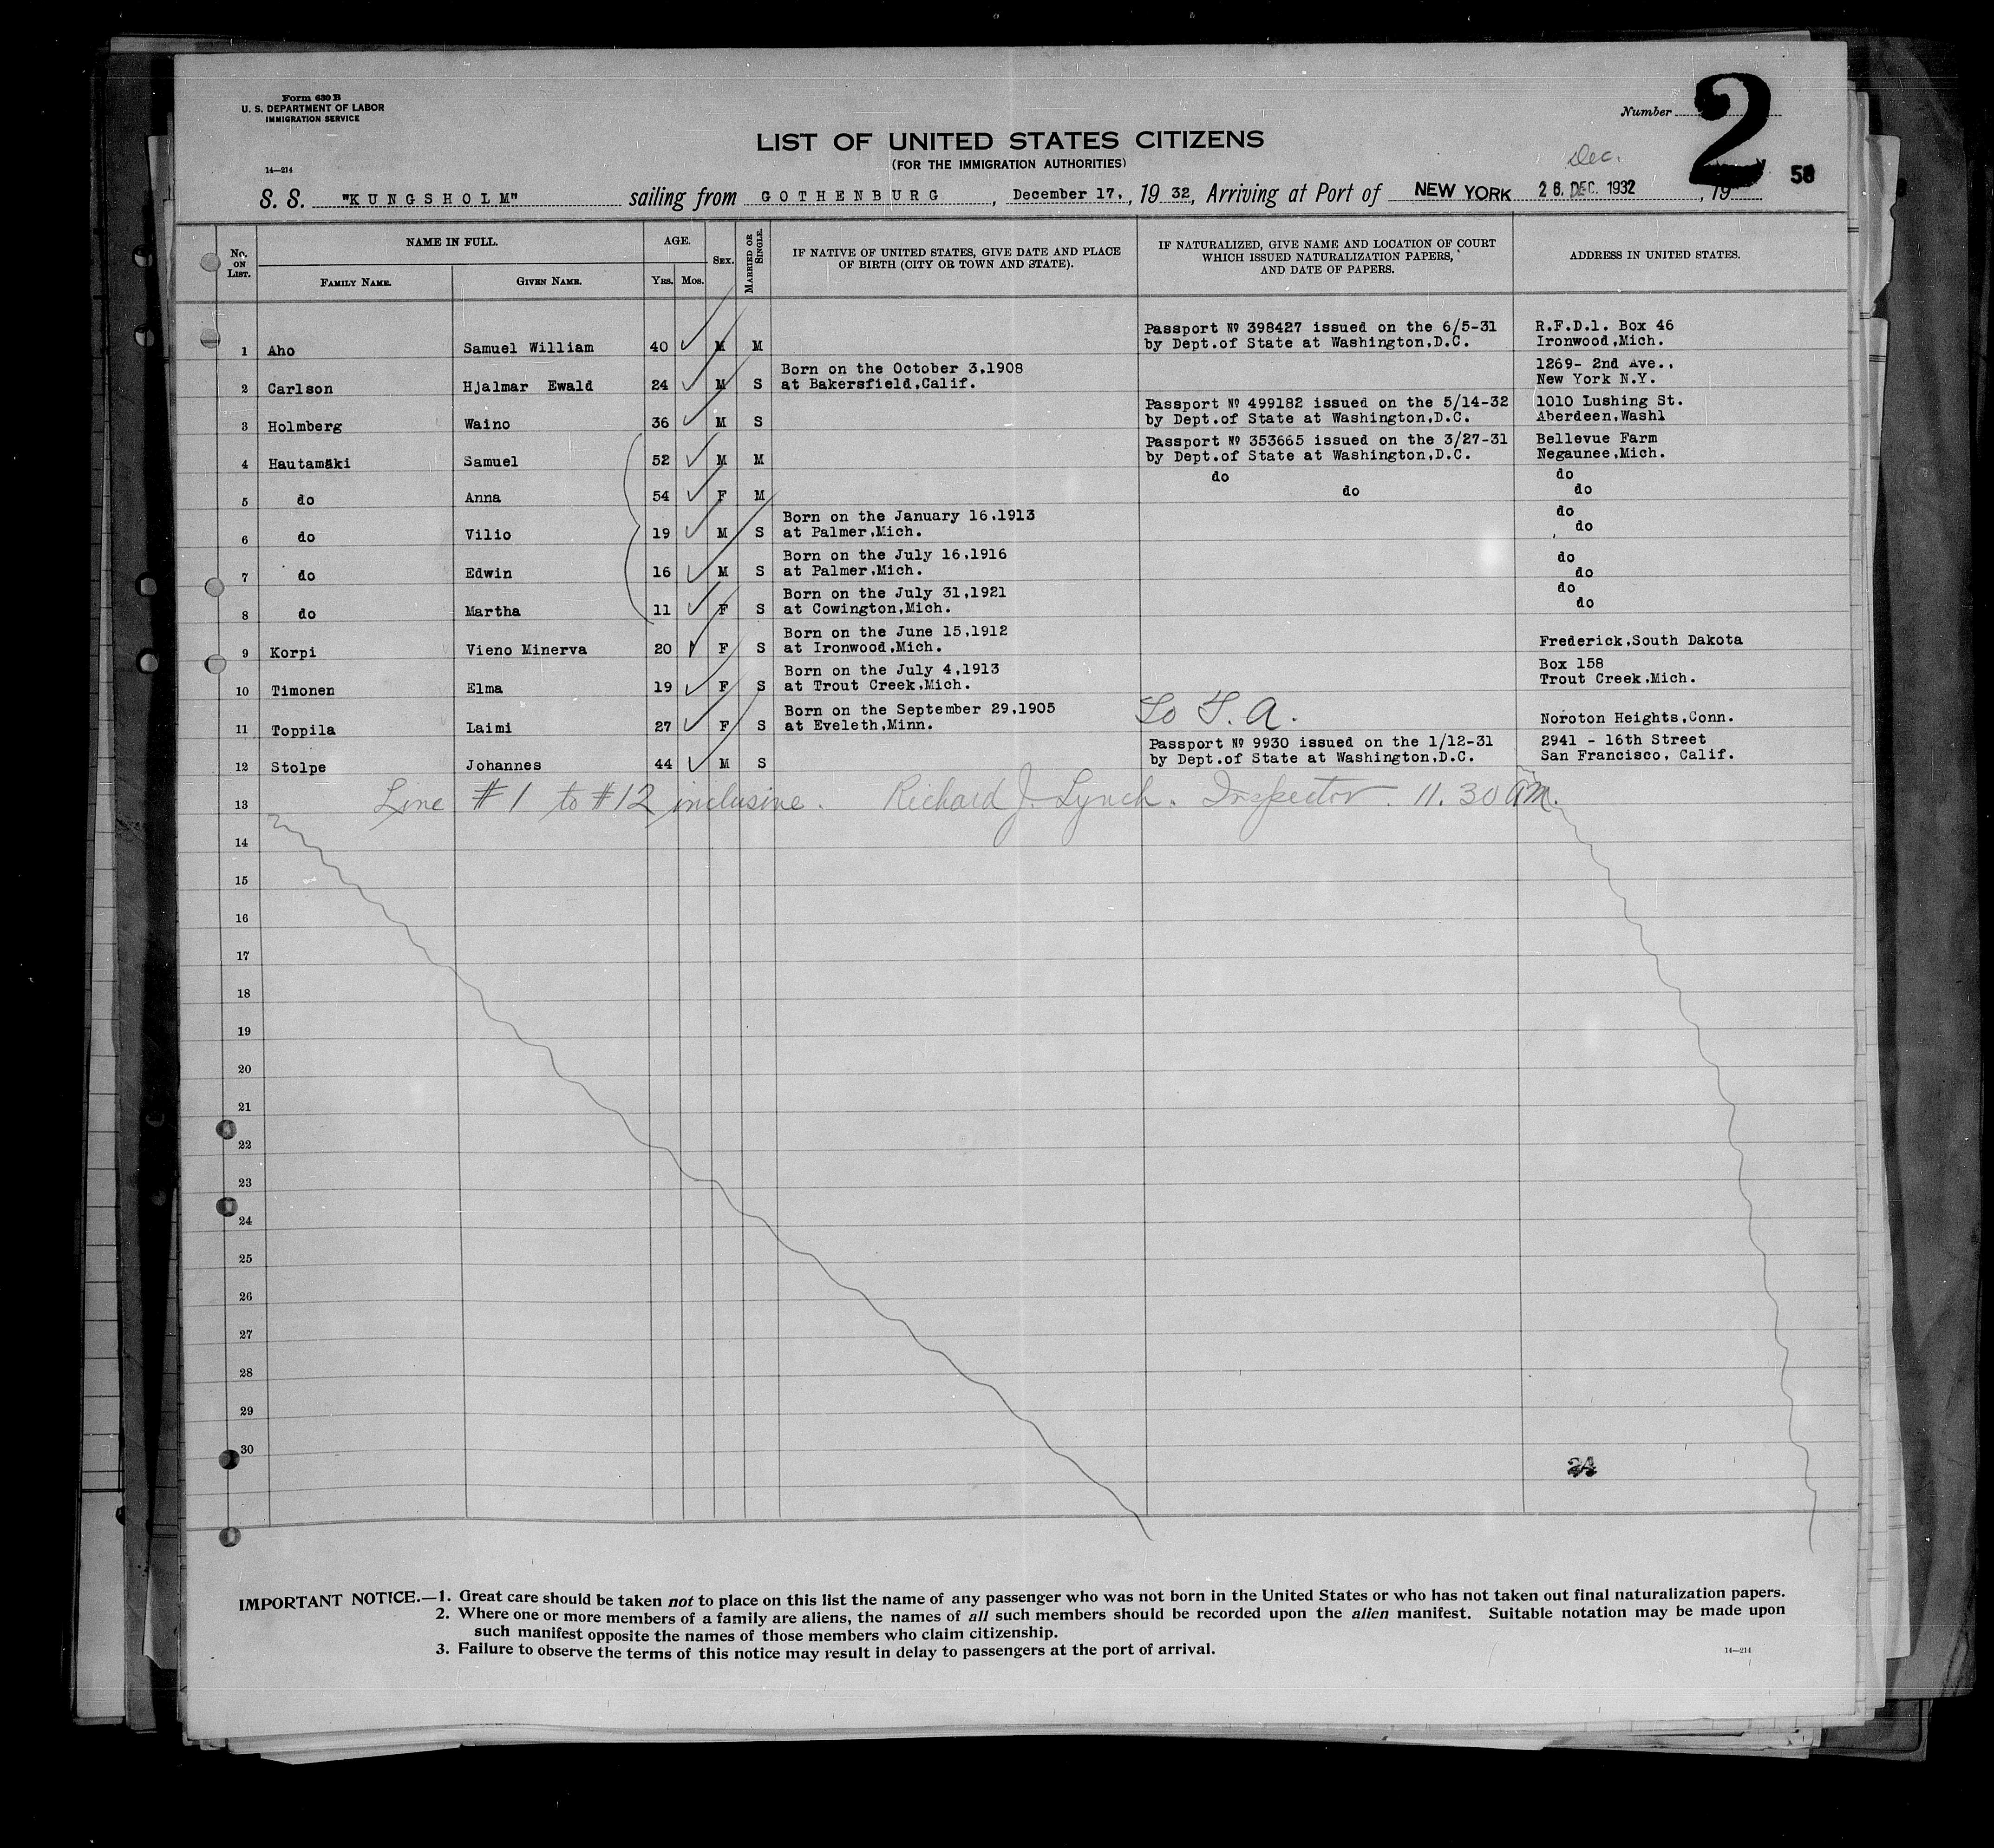 Form 630 B
U. S. DEPARTMENT OF LABOR
IMMIGRATION SERVICE
14—214
Number 2
58
LIST OF UNITED STATES CITIZENS
(FOR THE IMMIGRATION AUTHORITIES)
Dec.
S. S. "KUNGSHOLM" sailing from GOTHENBURG, December 17, , 19 32, Arriving at Port of NEW YORK 26. DEC. 1932 , 19
No. ON LIST. NAME IN FULL. AGE. SEX. MARRIED OR SINGLE. IF NATIVE OF UNITED STATES, GIVE DATE AND PLACE OF BIRTH (CITY OR TOWN AND STATE). IF NATURALIZED, GIVE NAME AND LOCATION OF COURT WHICH ISSUED NATURALIZATION PAPERS, AND DATE OF PAPERS. ADDRESS IN UNITED STATES.
FAMILY NAME. GIVEN NAME. YRS. MOS.
Passport Nº 398427 issued on the 6/5-31 R.F.D.1. Box 46
1 Aho Samuel William 40 M M by Dept.of State at Washington,D.C. Ironwood,Mich.
Born on the October 3,1908 1269- 2nd Ave..,
2 Carlson Hjalmar Ewald 24 M S at Bakersfield,Calif. New York N.Y.
Passport Nº 499182 issued on the 5/14-32 1010 Lushing St.
3 Holmberg Waino 36 M S by Dept.of State at Washington,D.C. Aberdeen,Washl
Passport Nº 353665 issued on the 3/27-31 Bellevue Farm
4 Hautamäki Samuel 52 M M by Dept.of State at Washington,D.C. Negaunee,Mich.
do do
5 do Anna 54 F M do do
Born on the January 16,1913 do
6 do Vilio 19 M S at Palmer,Mich. do
Born on the July 16,1916 do
7 do Edwin 16 M S at Palmer,Mich. do
Born on the July 31,1921 do
8 do Martha 11 F S at Cowington,Mich. do
Born on the June 15,1912
9 Korpi Vieno Minerva 20 F S at Ironwood,Mich. Frederick,South Dakota
Born on the July 4,1913 Box 158
10 Timonen Elma 19 F S at Trout Creek,Mich. Trout Creek,Mich.
Born on the September 29,1905
11 Toppila Laimi 27 F S at Eveleth,Minn. Noroton Heights,Conn.
Passport Nº 9930 issued on the 1/12-31 2941 - 16th Street
12 Stolpe Johannes 44 M S by Dept.of State at Washington,D.C. San Francisco, Calif.
13 Line #1 to #12 inclusive. Richard J. Lynch. Inspector. 11.30 am.
14
15
16
17
18
19
20
21
22
23
24
25
26
27
28
29
30
IMPORTANT NOTICE.—1. Great care should be taken not to place on this list the name of any passenger who was not born in the United States or who has not taken out final naturalization papers.
2. Where one or more members of a family are aliens, the names of all such members should be recorded upon the alien manifest. Suitable notation may be made upon
such manifest opposite the names of those members who claim citizenship.
3. Failure to observe the terms of this notice may result in delay to passengers at the port of arrival.
14—214